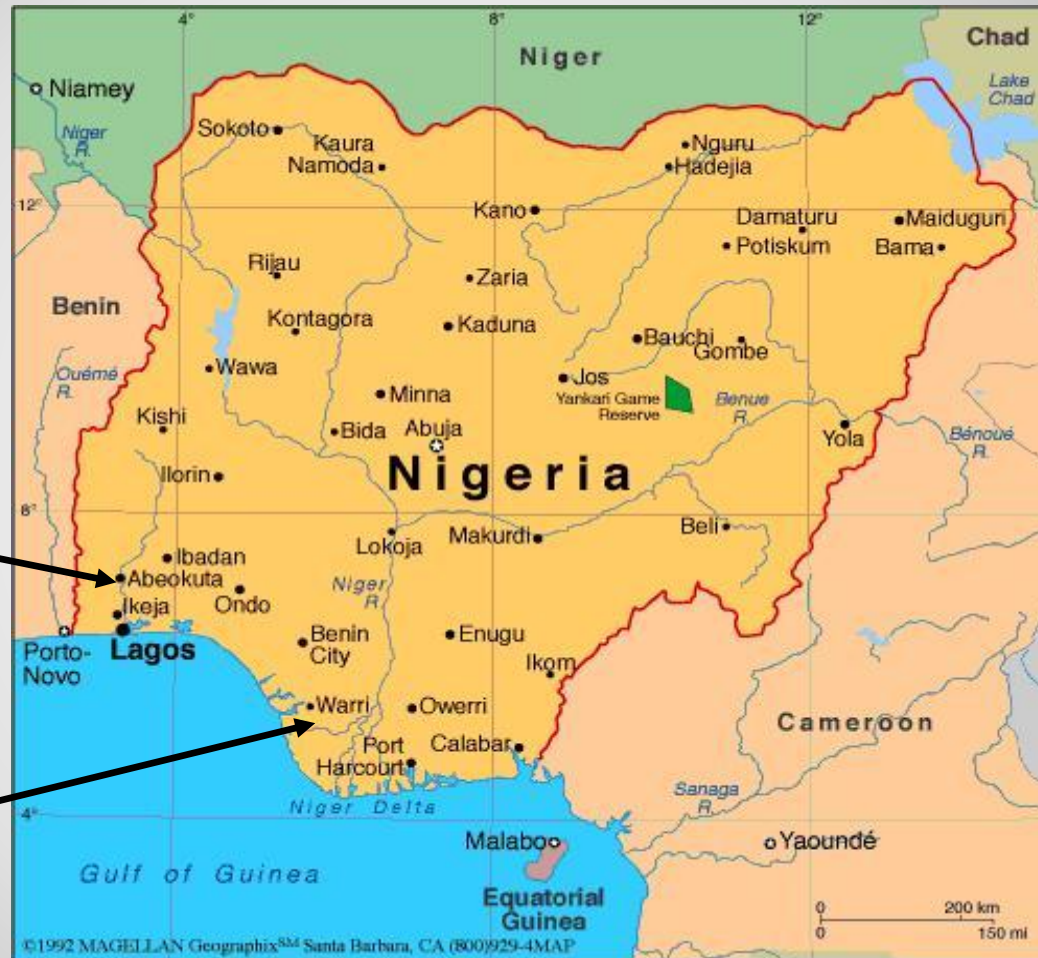 4°
8°
12°
Chad
Niger
Lake
Chad
Niamey
Niger
R.
Sokoto
Kaura
Namoda
Nguru
Hadejia
12°
Kano
Damaturu
Maiduguri
Potiskum
Bama
Rijau
Zaria
Benin
Kontagora
Kaduna
Bauchi
Gombe
Ouémé
R.
Wawa
Jos
Minna
Yankari Game
Reserve
Benue
R.
Kishi
Bida
Abuja
Yola
Bénoué
R.
Ilorin
Nigeria
8°
Lokoja
Makurdi
Beli
Ibadan
Abeokuta
Ikeja
Ondo
Niger
R
Lagos
Benin
City
Enugu
Porto-
Novo
Ikom
Warri
Owerri
Cameroon
Port
Harcourt
Calabar
Niger Delta
Sanaga
R.
4°
Malabo
Yaoundé
Gulf of Guinea
Equatorial
Guinea
0 200 km
0 150 mi
©1992 MAGELLAN Geographix℠ Santa Barbara, CA (800)929-4MAP